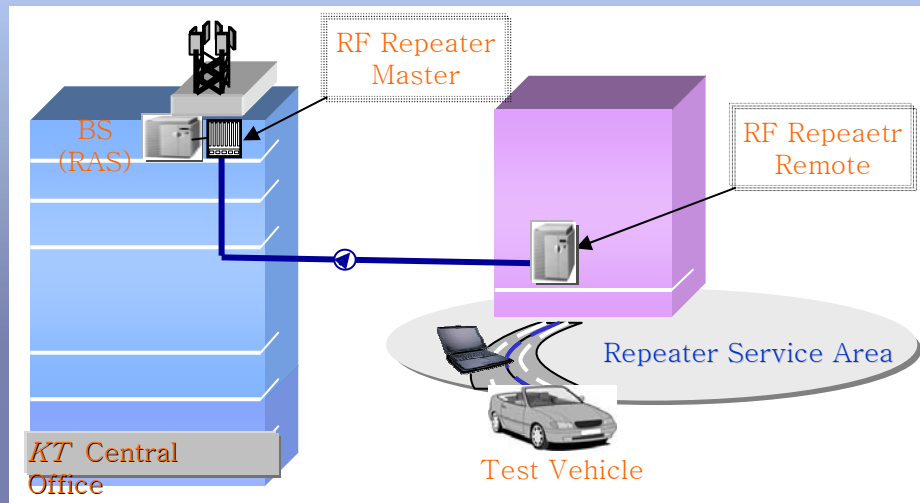 RF Repeater
Master
BS
(RAS)
RF Repeaetr
Remote
Repeater Service Area
KT Central
Office
Test Vehicle